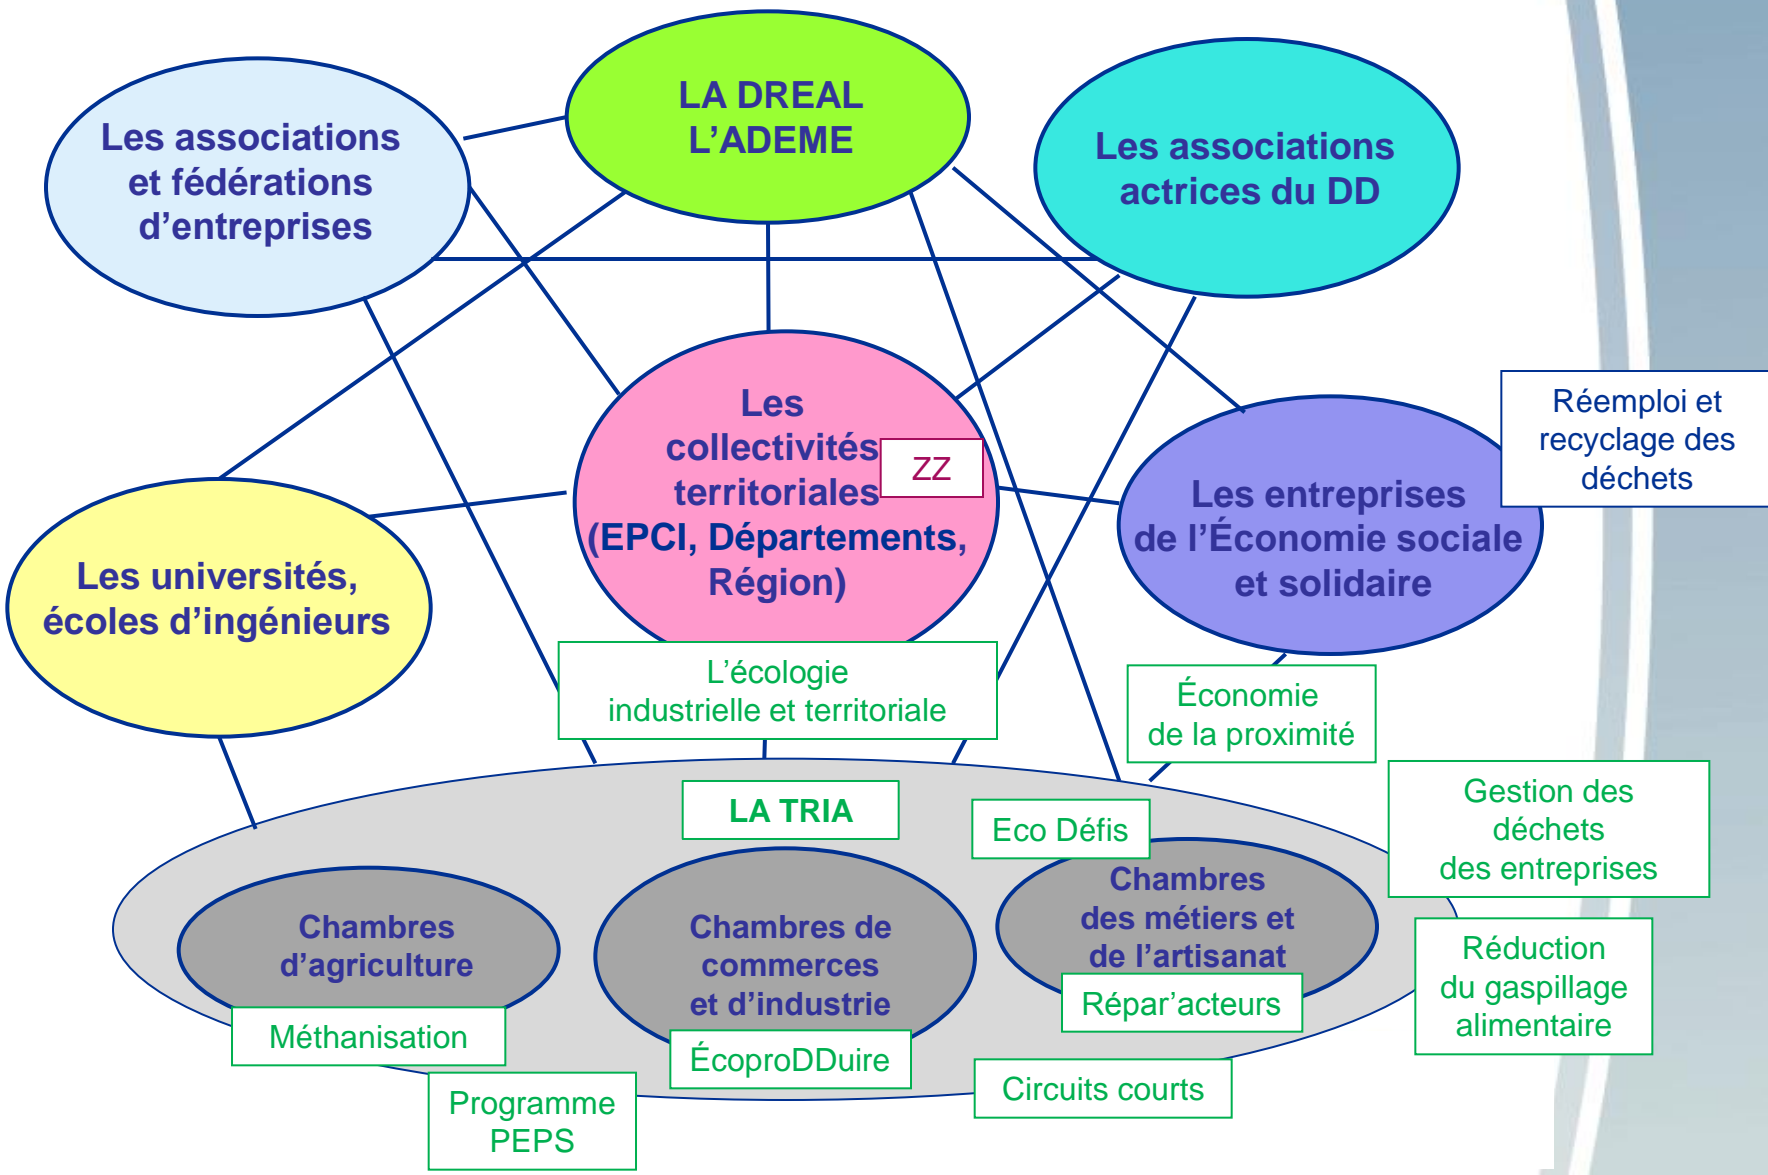 LA DREAL
L’ADEME
Les associations
et fédérations
d’entreprises
Les associations
actrices du DD
Les
collectivités
territoriales
(EPCI, Départements,
Région)
ZZ
Réemploi et
recyclage des
déchets
Les entreprises
de l’Économie sociale
et solidaire
Les universités,
écoles d’ingénieurs
L’écologie
industrielle et territoriale
Économie
de la proximité
LA TRIA
Eco Défis
Gestion des
déchets
des entreprises
Chambres
d’agriculture
Chambres de
commerces
et d’industrie
Chambres
des métiers et
de l’artisanat
Réduction
du gaspillage
alimentaire
Répar’acteurs
Méthanisation
ÉcoproDDuire
Circuits courts
Programme
PEPS